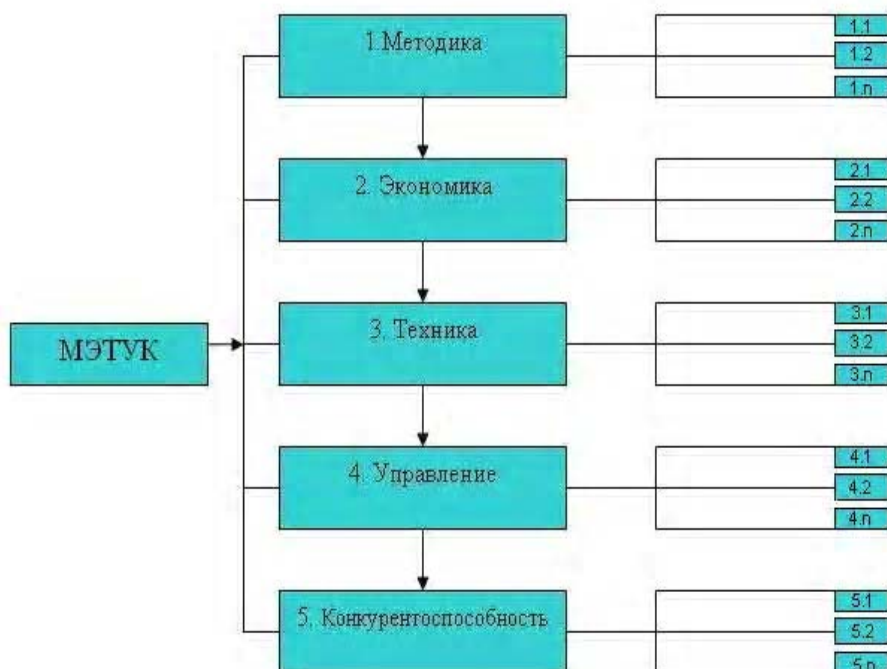 1.Методика
1.1
1.2
1.n
2. Экономика
2.1
2.2
2.n
МЭТУК
3. Техника
3.1
3.2
3.n
4. Управление
4.1
4.2
4.n
5. Конкурентоспособность
5.1
5.2
5.n